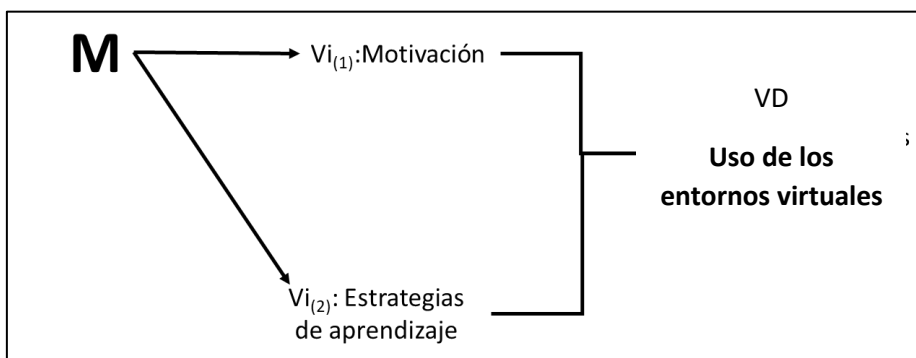 M
Vi(1):Motivación
VD
Uso de los
entornos virtuales
Vi(2): Estrategias
de aprendizaje